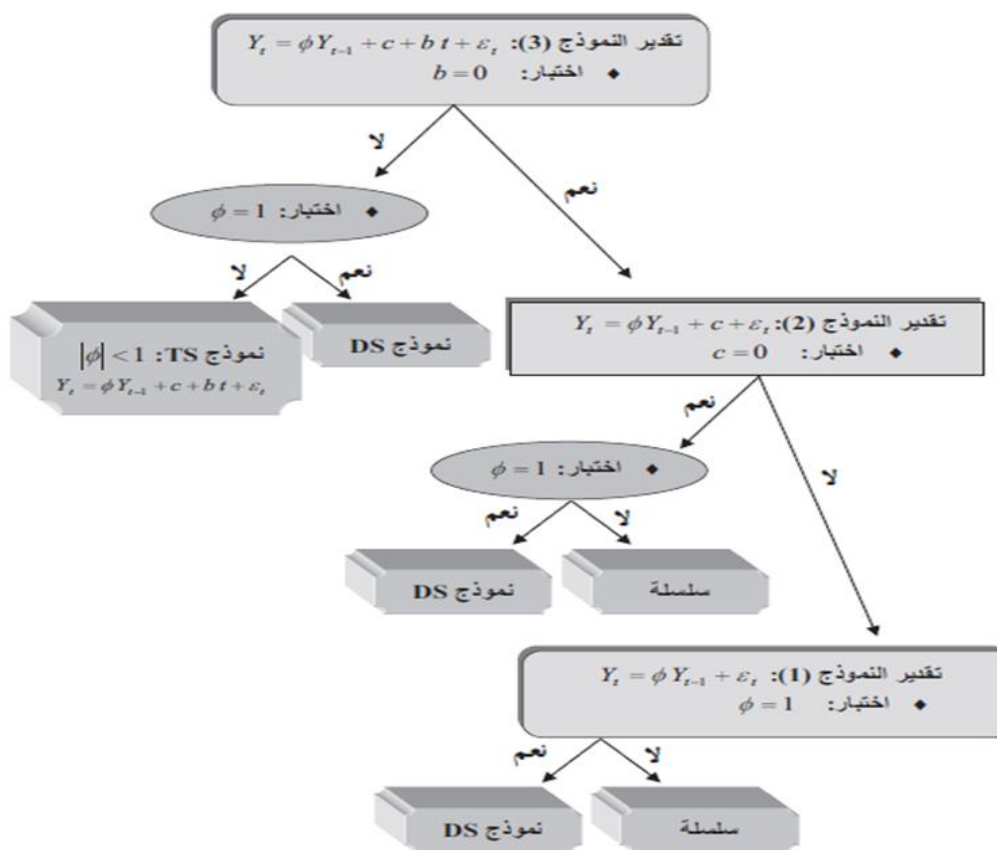 تقدير النموذج (3): Y_t = φY_{t-1} + c + b t + ε_t
◆ اختبار: b = 0
لا
نعم
◆ اختبار: φ = 1
لا
نعم
نموذج TS: |φ| < 1
Y_t = φY_{t-1} + c + b t + ε_t
نموذج DS
تقدير النموذج (2): Y_t = φY_{t-1} + c + ε_t
◆ اختبار: c = 0
نعم
لا
◆ اختبار: φ = 1
نعم
لا
نموذج DS
سلسلة
تقدير النموذج (1): Y_t = φY_{t-1} + ε_t
◆ اختبار: φ = 1
نعم
لا
نموذج DS
سلسلة